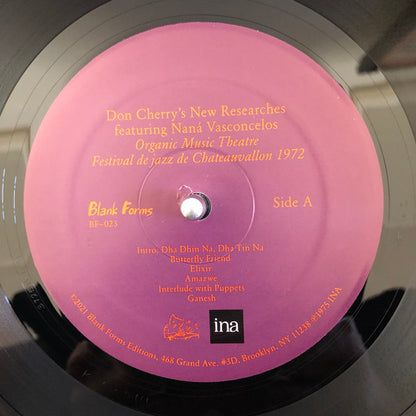 Don Cherry's New Researches
featuring Naná Vasconcelos
Organic Music Theatre
Festival de jazz de Chateauvallon 1972
Blank Forms
BF–023
Side A
Intro, Dha Dhin Na, Dha Tin Na
Butterfly Friend
Elixir
Amazwe
Interlude with Puppets
Ganesh
ina
©2021 Blank Forms Editions, 468 Grand Ave. #3D, Brooklyn, NY 11238 ℗1975 INA